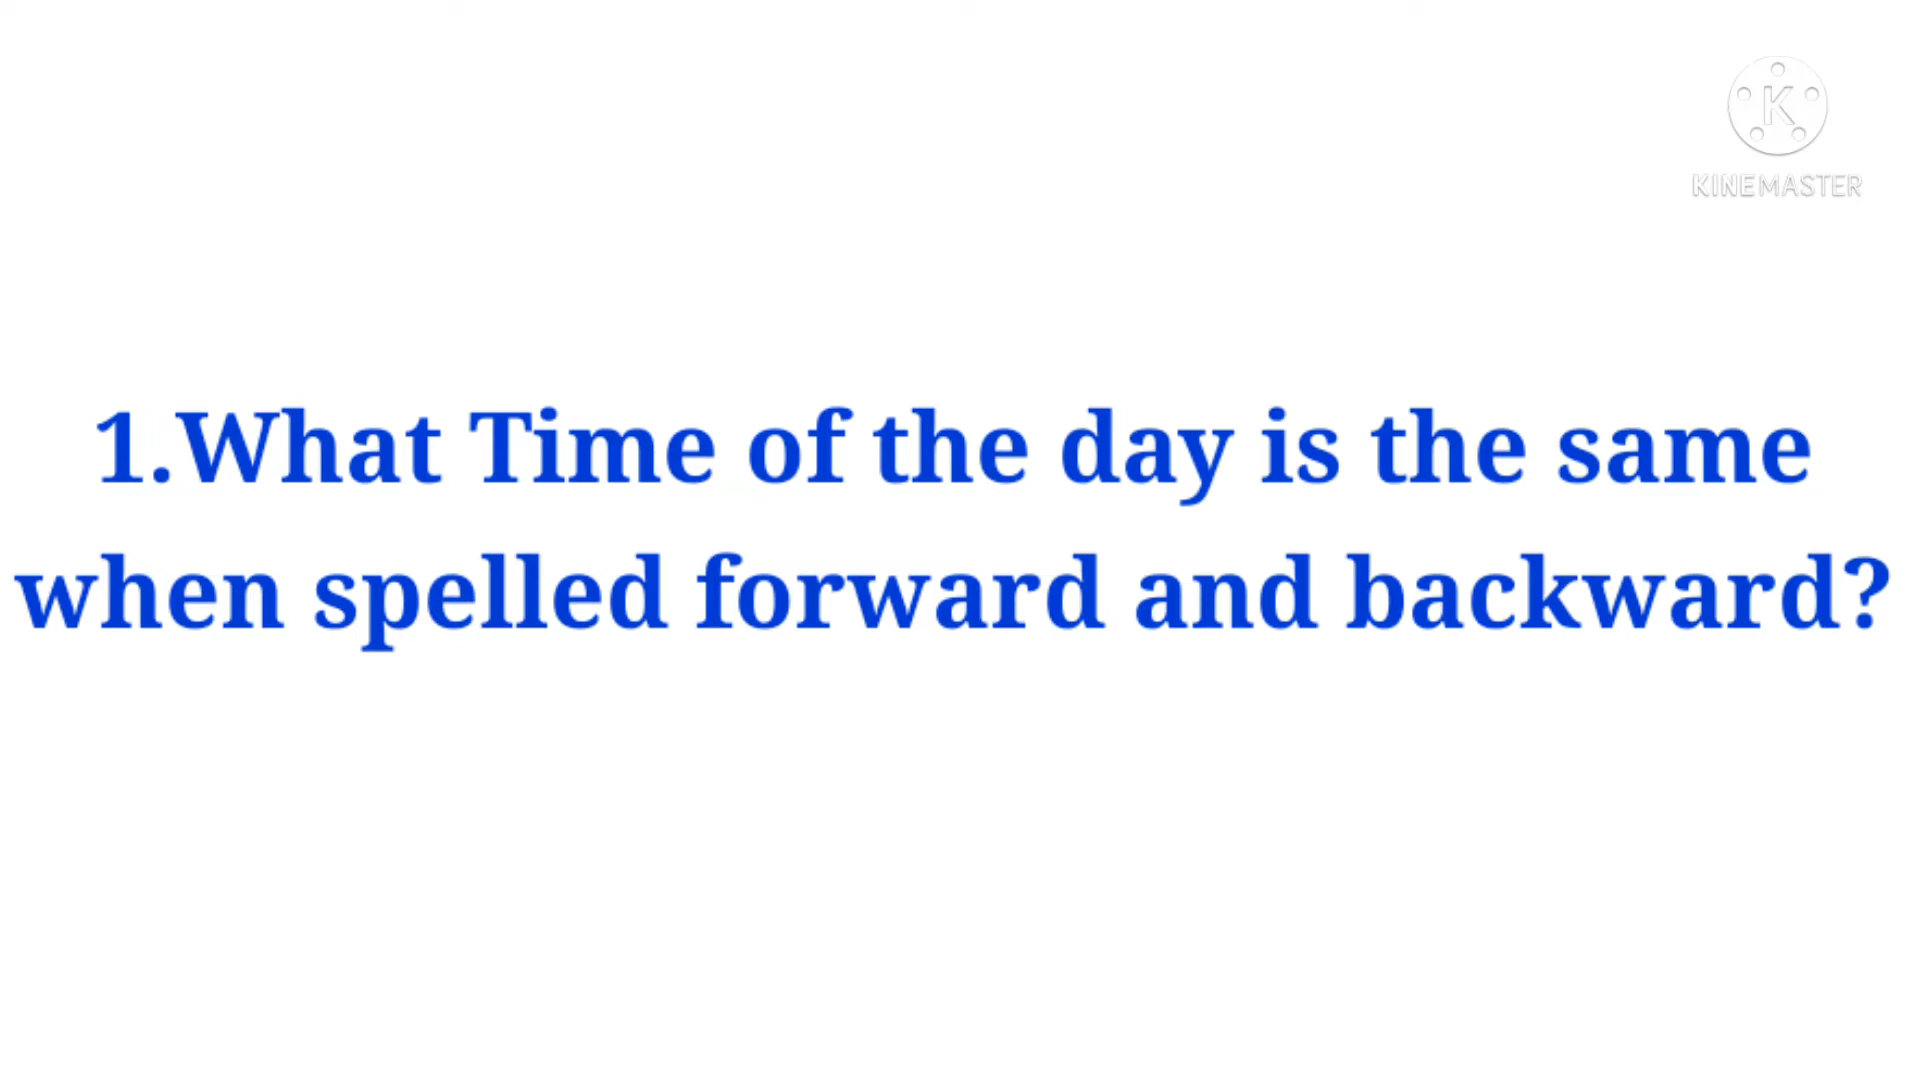 K
KINEMASTER
1.What Time of the day is the same
when spelled forward and backward?